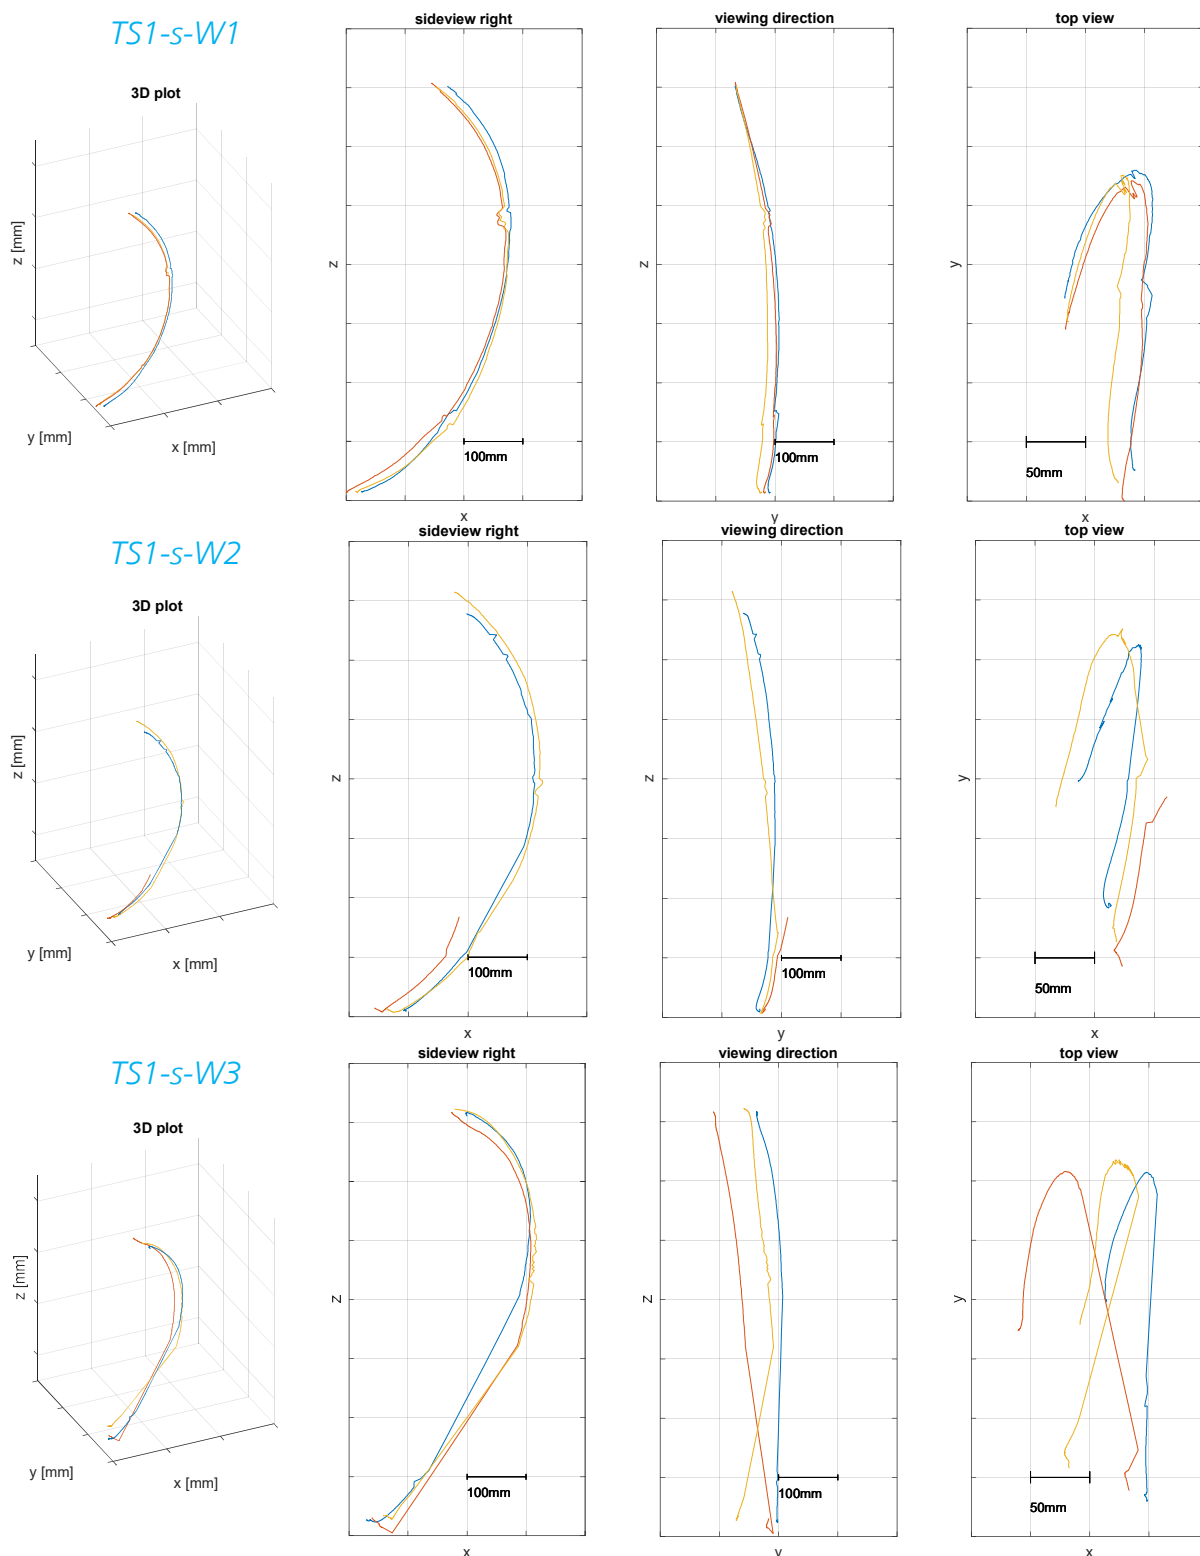 TS1-s-W1
3D plot
z [mm]
y [mm]
x [mm]
sideview right
z
100mm
x
viewing direction
z
100mm
y
top view
y
50mm
x
TS1-s-W2
3D plot
z [mm]
y [mm]
x [mm]
sideview right
z
100mm
x
viewing direction
z
100mm
y
top view
y
50mm
x
TS1-s-W3
3D plot
z [mm]
y [mm]
x [mm]
sideview right
z
100mm
x
viewing direction
z
100mm
y
top view
y
50mm
x